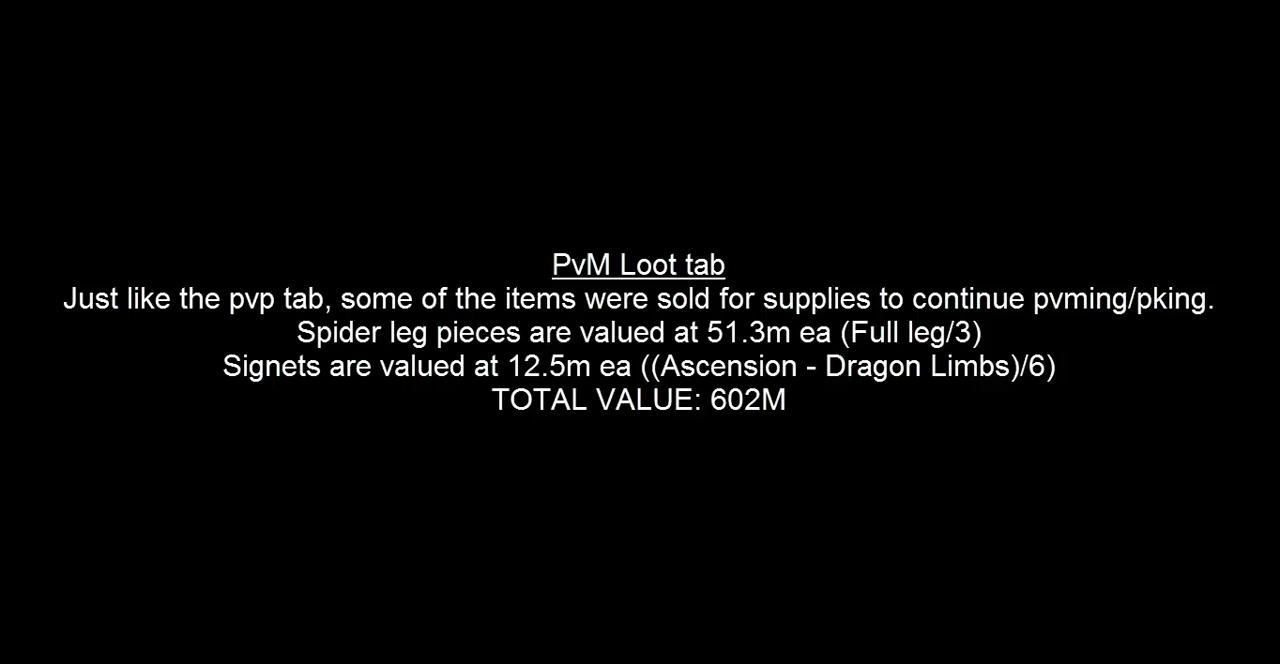 PvM Loot tab
Just like the pvp tab, some of the items were sold for supplies to continue pvming/pking.
Spider leg pieces are valued at 51.3m ea (Full leg/3)
Signets are valued at 12.5m ea ((Ascension - Dragon Limbs)/6)
TOTAL VALUE: 602M